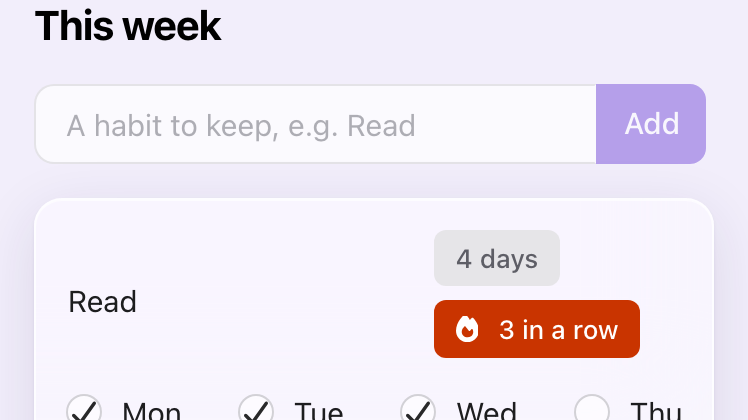 This week
A habit to keep, e.g. Read
Add
4 days
Read
3 in a row
Mon
Tue
Wed
Thu